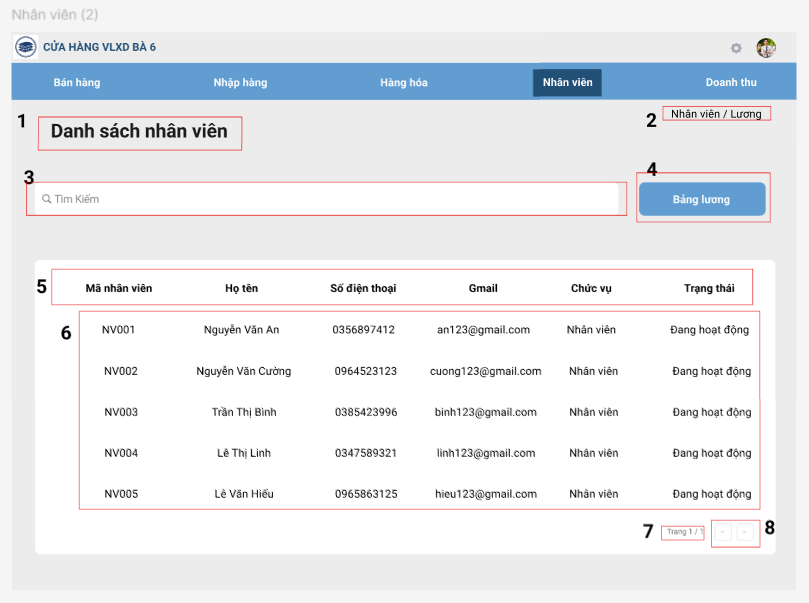 Nhân viên (2)
CỬA HÀNG VLXD BÀ 6
Bán hàng Nhập hàng Hàng hóa Nhân viên Doanh thu
1 Danh sách nhân viên
2 Nhân viên / Lương
3 Tìm Kiếm
4 Bảng lương
5 Mã nhân viên Họ tên Số điện thoại Gmail Chức vụ Trạng thái
6 NV001 Nguyễn Văn An 0356897412 an123@gmail.com Nhân viên Đang hoạt động
NV002 Nguyễn Văn Cường 0964523123 cuong123@gmail.com Nhân viên Đang hoạt động
NV003 Trần Thị Bình 0385423996 binh123@gmail.com Nhân viên Đang hoạt động
NV004 Lê Thị Linh 0347589321 linh123@gmail.com Nhân viên Đang hoạt động
NV005 Lê Văn Hiếu 0965863125 hieu123@gmail.com Nhân viên Đang hoạt động
7 Trang 1 / 1 8